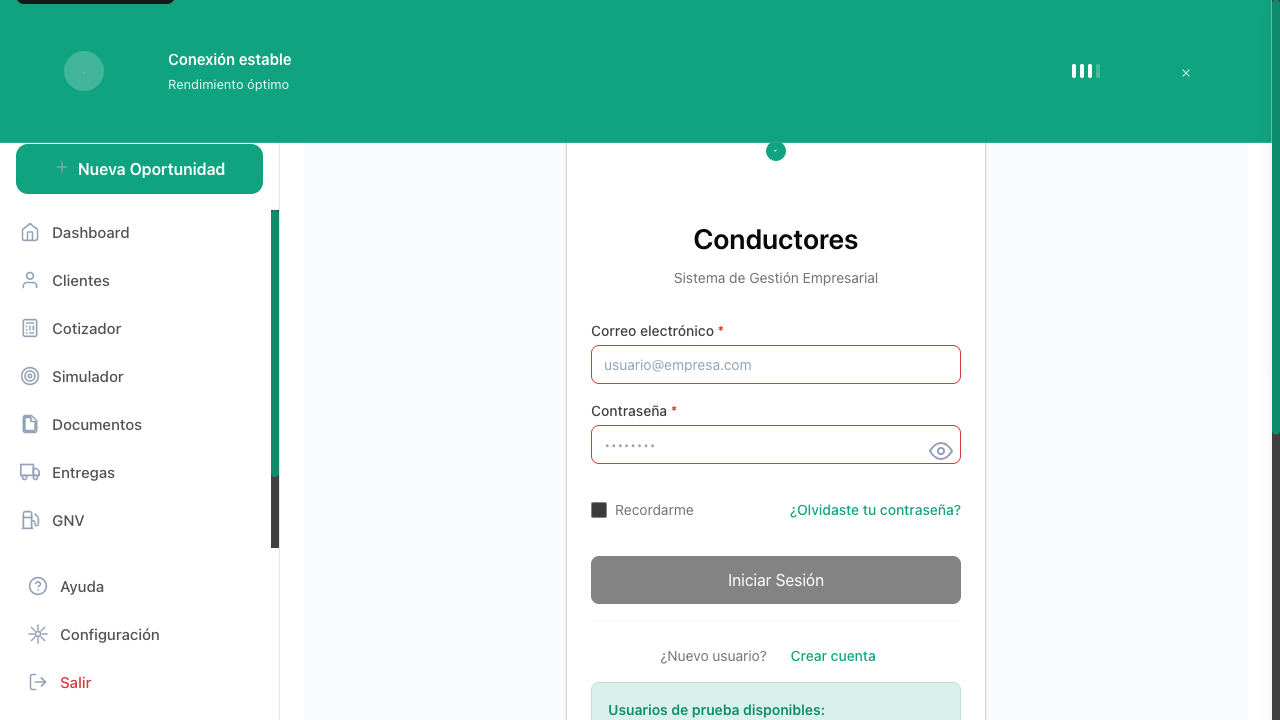 Conexión estable
Rendimiento óptimo
×
+ Nueva Oportunidad
Dashboard
Clientes
Cotizador
Simulador
Documentos
Entregas
GNV
Ayuda
Configuración
Salir
Conductores
Sistema de Gestión Empresarial
Correo electrónico *
usuario@empresa.com
Contraseña *
••••••••
Recordarme
¿Olvidaste tu contraseña?
Iniciar Sesión
¿Nuevo usuario? Crear cuenta
Usuarios de prueba disponibles: